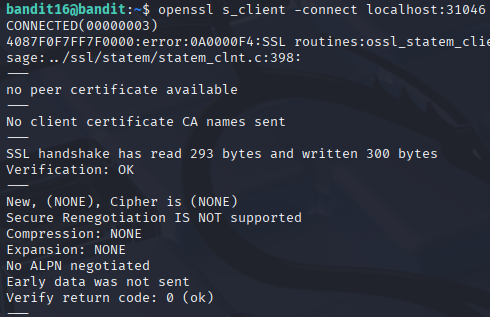 bandit16@bandit:~$ openssl s_client -connect localhost:31046
CONNECTED(00000003)
4087F0F7FF7F0000:error:0A0000F4:SSL routines:ossl_statem_clie
sage:../ssl/statem/statem_clnt.c:398:
---
no peer certificate available
---
No client certificate CA names sent
---
SSL handshake has read 293 bytes and written 300 bytes
Verification: OK
---
New, (NONE), Cipher is (NONE)
Secure Renegotiation IS NOT supported
Compression: NONE
Expansion: NONE
No ALPN negotiated
Early data was not sent
Verify return code: 0 (ok)
---